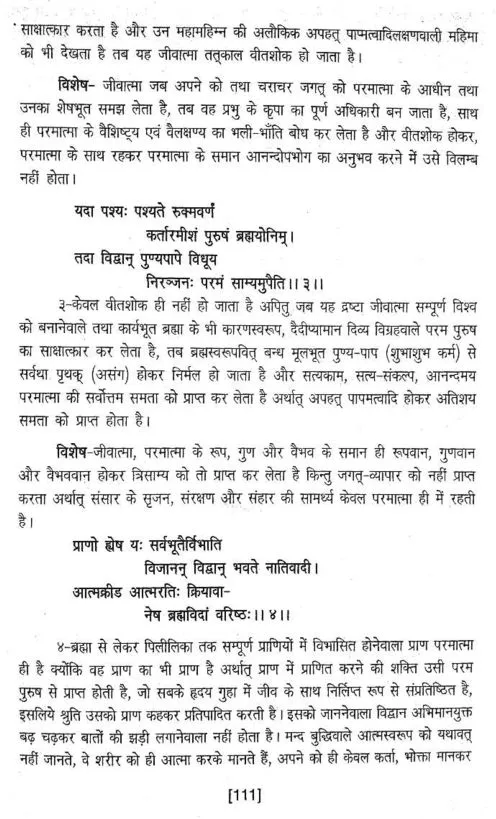 साक्षात्कार करता है और उन महामहिम्न की अलौकिक अपहत् पाप्मत्वादिलक्षणवाली महिमा
को भी देखता है तब यह जीवात्मा ततूकाल वीतशोक हो जाता है।
विशेष- जीवात्मा जब अपने को तथा चराचर जगत् को परमात्मा के आधीन तथा
उनका शेषभूत समझ लेता है, तब वह प्रभु के कृपा का पूर्ण अधिकारी बन जाता है, साथ
ही परमात्मा के वैशिष्ट्य एवं वैलक्षण्य का भली-भाँति बोध कर लेता है और वीतशोक होकर,
परमात्मा के साथ रहकर परमात्मा के समान आनन्दोपभोग का अनुभव करने में उसे विलम्ब
नहीं होता।
यदा पश्यः पश्यते रुक्मवर्णं
कर्तारमीशं पुरुषं ब्रह्मयोनिम्।
तदा विद्वान् पुण्यपापे विधूय
निरञ्जनः परमं साम्यमुपैति।।३।।
३-केवल वीतशोक ही नहीं हो जाता है अपितु जब यह द्रष्टा जीवात्मा सम्पूर्ण विश्व
को बनानेवाले तथा कार्यभूत ब्रह्मा के भी कारणस्वरूप, दैदीप्यामान दिव्य विग्रहवाले परम पुरुष
का साक्षात्कार कर लेता है, तब ब्रह्मस्वरूपवित् बन्ध मूलभूत पुण्य-पाप (शुभाशुभ कर्म) से
सर्वथा पृथक् (असंग) होकर निर्मल हो जाता है और सत्यकाम, सत्य-संकल्प, आनन्दमय
परमात्मा की सर्वोत्तम समता को प्राप्त कर लेता है अर्थात् अपहत् पापमत्वादि होकर अतिशय
समता को प्राप्त होता है।
विशेष-जीवात्मा, परमात्मा के रूप, गुण और वैभव के समान ही रूपवान, गुणवान
और वैभववान होकर त्रिसाम्य को तो प्राप्त कर लेता है किन्तु जगत्-व्यापार को नहीं प्राप्त
करता अर्थात् संसार के सृजन, संरक्षण और संहार की सामर्थ्य केवल परमात्मा ही में रहती
है।
प्राणो ह्येष यः सर्वभूतैर्विभाति
विजानन् विद्वान् भवते नातिवादी।
आत्मक्रीड आत्मरतिः क्रियावा-
नेष ब्रह्मविदां वरिष्ठः।।४।।
४-ब्रह्मा से लेकर पिलीलिका तक सम्पूर्ण प्राणियों में विभासित होनेवाला प्राण परमात्मा
ही है क्योंकि वह प्राण का भी प्राण है अर्थात् प्राण में प्राणित करने की शक्ति उसी परम
पुरुष से प्राप्त होती है, जो सबके हृदय गुहा में जीव के साथ निर्लिप्त रूप से संप्रतिष्ठित है,
इसलिये श्रुति उसको प्राण कहकर प्रतिपादित करती है। इसको जाननेवाला विद्वान अभिमानयुक्त
बढ़ चढ़कर बातों की झड़ी लगानेवाला नहीं होता है। मन्द बुद्धिवाले आत्मस्वरूप को यथावत्
नहीं जानते, वे शरीर को ही आत्मा करके मानते हैं, अपने को ही केवल कर्ता, भोक्ता मानकर
[111]